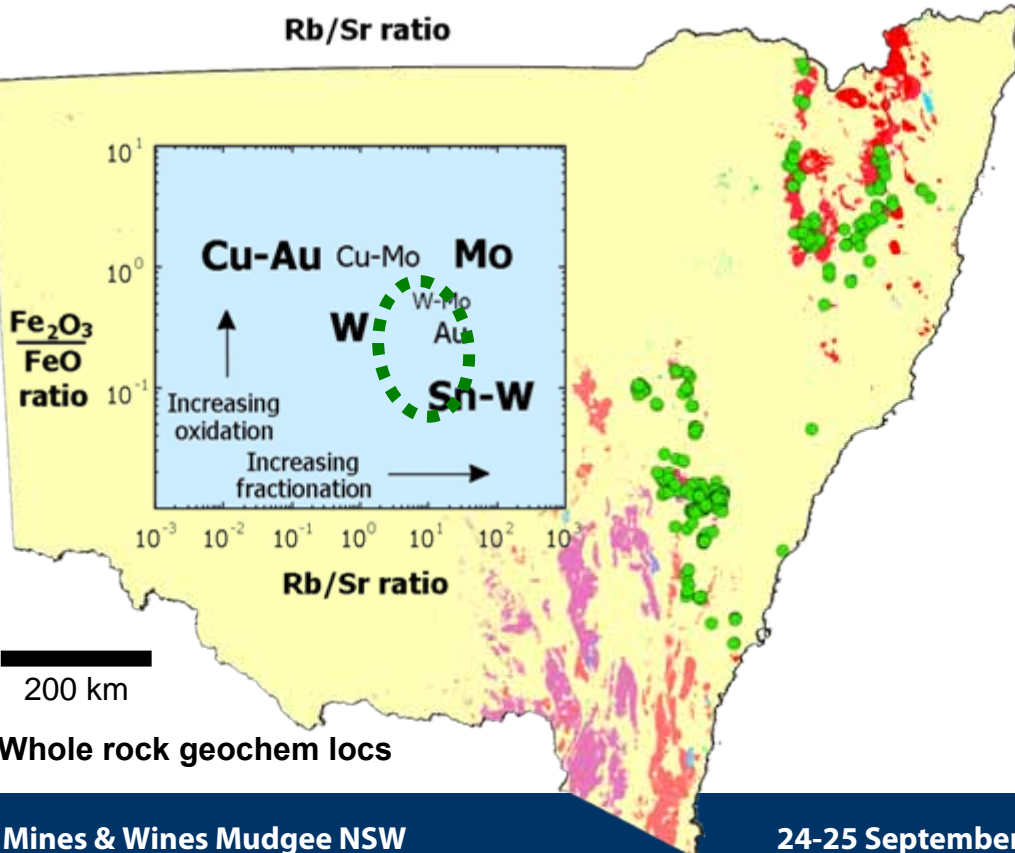 Rb/Sr ratio
10¹
Cu-Au Cu-Mo Mo
10⁰
W-Mo
Fe₂O₃
FeO
ratio
W
Au
10⁻¹
Sn-W
Increasing
oxidation
Increasing
fractionation
10⁻³ 10⁻² 10⁻¹ 10⁰ 10¹ 10² 10³
Rb/Sr ratio
200 km
Whole rock geochem locs
Mines & Wines Mudgee NSW
24-25 September